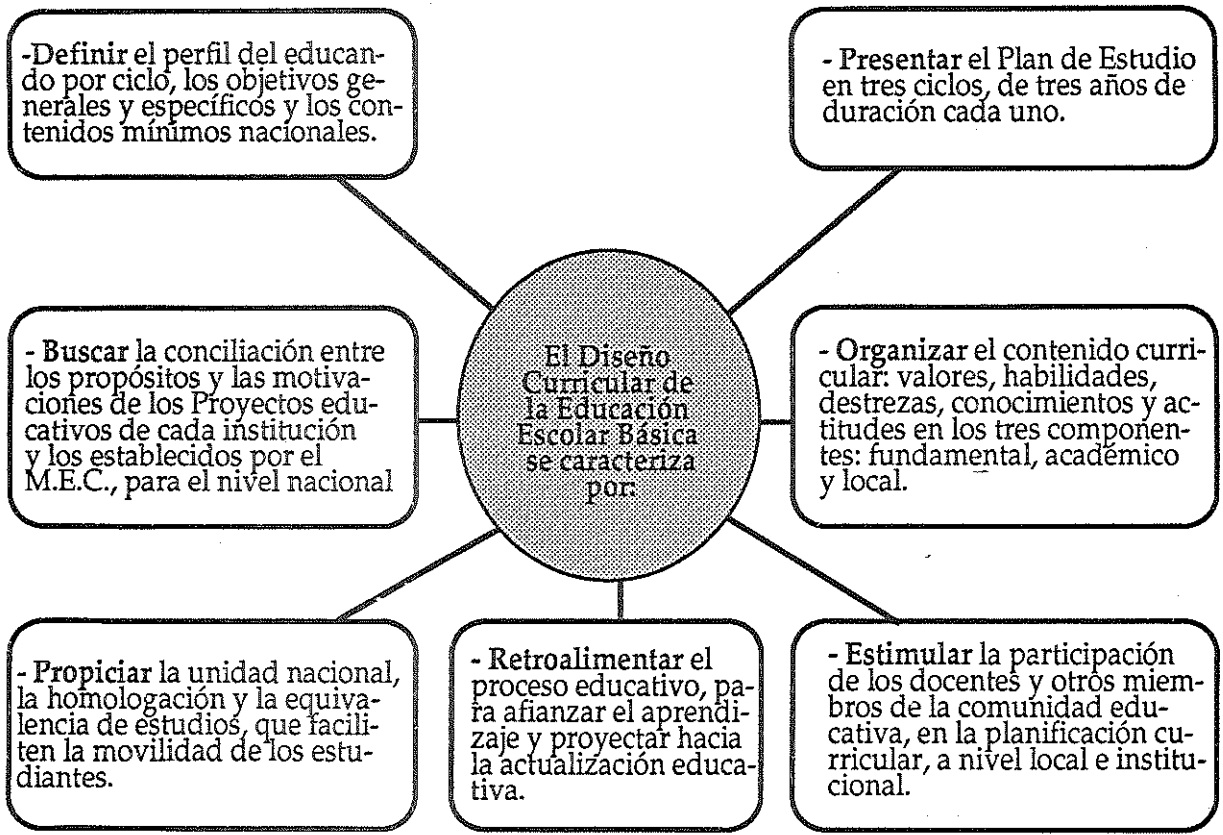 -Definir el perfil del educan-
do por ciclo, los objetivos ge-
nerales y específicos y los con-
tenidos mínimos nacionales.
- Presentar el Plan de Estudio
en tres ciclos, de tres años de
duración cada uno.
- Buscar la conciliación entre
los propósitos y las motiva-
ciones de los Proyectos edu-
cativos de cada institución
y los establecidos por el
M.E.C., para el nivel nacional
El Diseño
Curricular de
la Educación
Escolar Básica
se caracteriza
por:
- Organizar el contenido curri-
cular: valores, habilidades,
destrezas, conocimientos y ac-
titudes en los tres componen-
tes: fundamental, académico
y local.
- Propiciar la unidad nacional,
la homologación y la equiva-
lencia de estudios, que facili-
ten la movilidad de los estu-
diantes.
- Retroalimentar el
proceso educativo, pa-
ra afianzar el aprendi-
zaje y proyectar hacia
la actualización educa-
tiva.
- Estimular la participación
de los docentes y otros miem-
bros de la comunidad edu-
cativa, en la planificación cu-
rricular, a nivel local e institu-
cional.